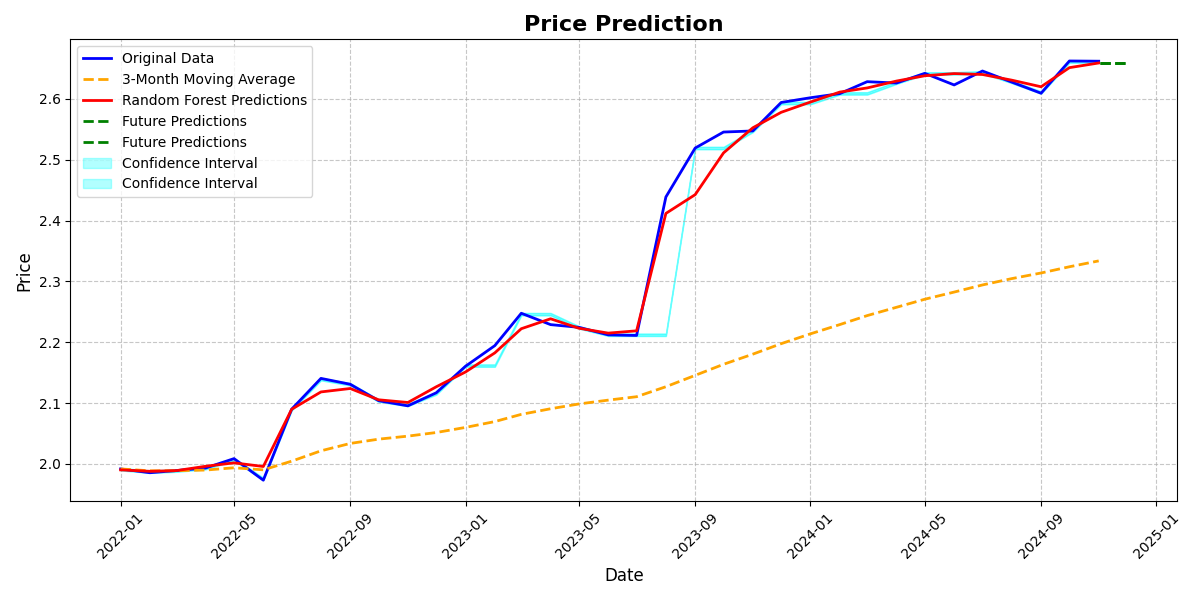 Price Prediction
Original Data
3-Month Moving Average
Random Forest Predictions
Future Predictions
Future Predictions
Confidence Interval
Confidence Interval
Price
2.6
2.5
2.4
2.3
2.2
2.1
2.0
2022-01
2022-05
2022-09
2023-01
2023-05
2023-09
2024-01
2024-05
2024-09
2025-01
Date